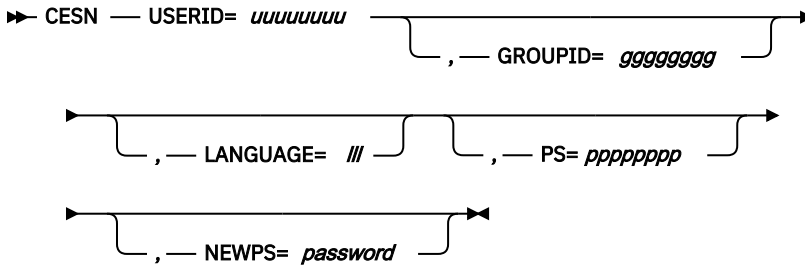 CESN — USERID= uuuuuuuu
, — GROUPID= gggggggg
, — LANGUAGE= lll
, — PS= pppppppp
, — NEWPS= password